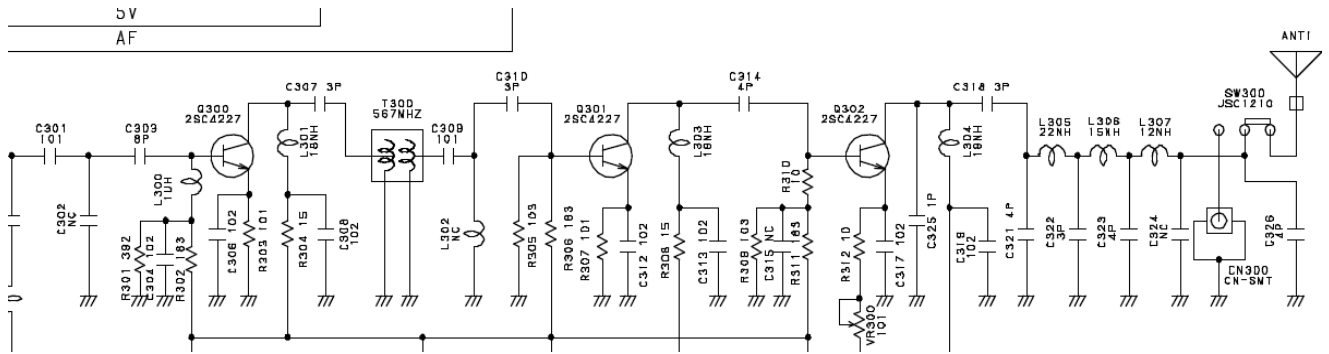 5V
AF
ANT1
C307 3P
T300
567MHZ
C310
3P
C314
4P
C318 3P
SW300
JSC1210
Q300
2SC4227
Q301
2SC4227
Q302
2SC4227
C301
101
C303
8P
L301
18NH
C309
101
L303
18NH
L304
18NH
L305
22NH
L306
15NH
L307
12NH
L300
1UH
R310
10
C302
NC
R301 392
C304 102
R302 183
C306 102
R303 101
R304 15
C308
102
L302
NC
R305 103
R306 183
R307 101
C312 102
R308 15
C313 102
R308 103
C315 NC
R311 183
R312 10
C317 102
C325 1P
C319
102
C321 4P
C322
3P
C323
4P
C324
NC
C326
4P
CN300
CN-SMT
VR300
101